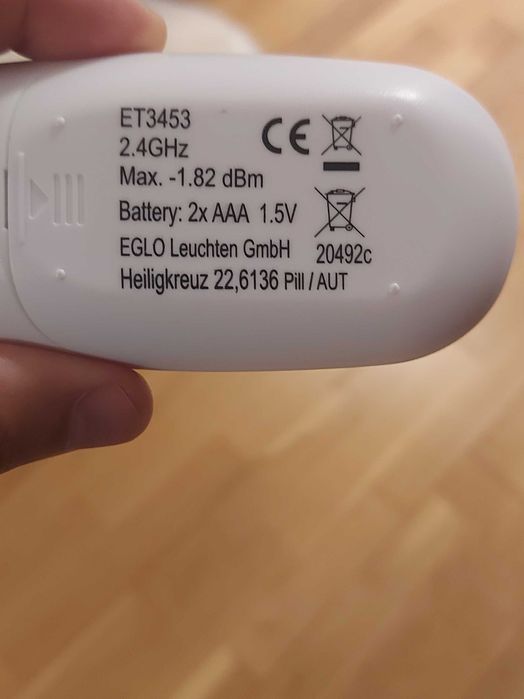 ET3453
2.4GHz
Max. -1.82 dBm
Battery: 2x AAA 1.5V
EGLO Leuchten GmbH
Heiligkreuz 22,6136 Pill / AUT
CE
20492c